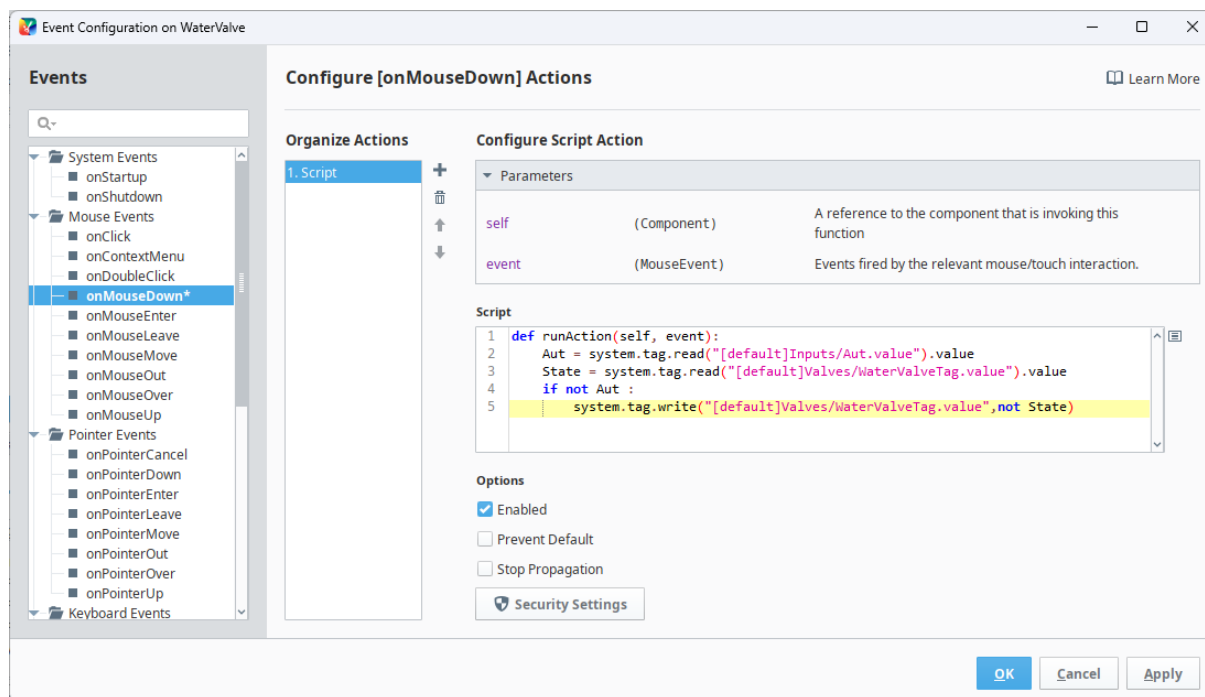 Event Configuration on WaterValve
Events
Configure [onMouseDown] Actions
Learn More
System Events
onStartup
onShutdown
Mouse Events
onClick
onContextMenu
onDoubleClick
onMouseDown*
onMouseEnter
onMouseLeave
onMouseMove
onMouseOut
onMouseOver
onMouseUp
Pointer Events
onPointerCancel
onPointerDown
onPointerEnter
onPointerLeave
onPointerMove
onPointerOut
onPointerOver
onPointerUp
Keyboard Events
Organize Actions
1. Script
Configure Script Action
Parameters
self (Component) A reference to the component that is invoking this
function
event (MouseEvent) Events fired by the relevant mouse/touch interaction.
Script
1 def runAction(self, event):
2 Aut = system.tag.read("[default]Inputs/Aut.value").value
3 State = system.tag.read("[default]Valves/WaterValveTag.value").value
4 if not Aut :
5 system.tag.write("[default]Valves/WaterValveTag.value",not State)
Options
Enabled
Prevent Default
Stop Propagation
Security Settings
OK
Cancel
Apply